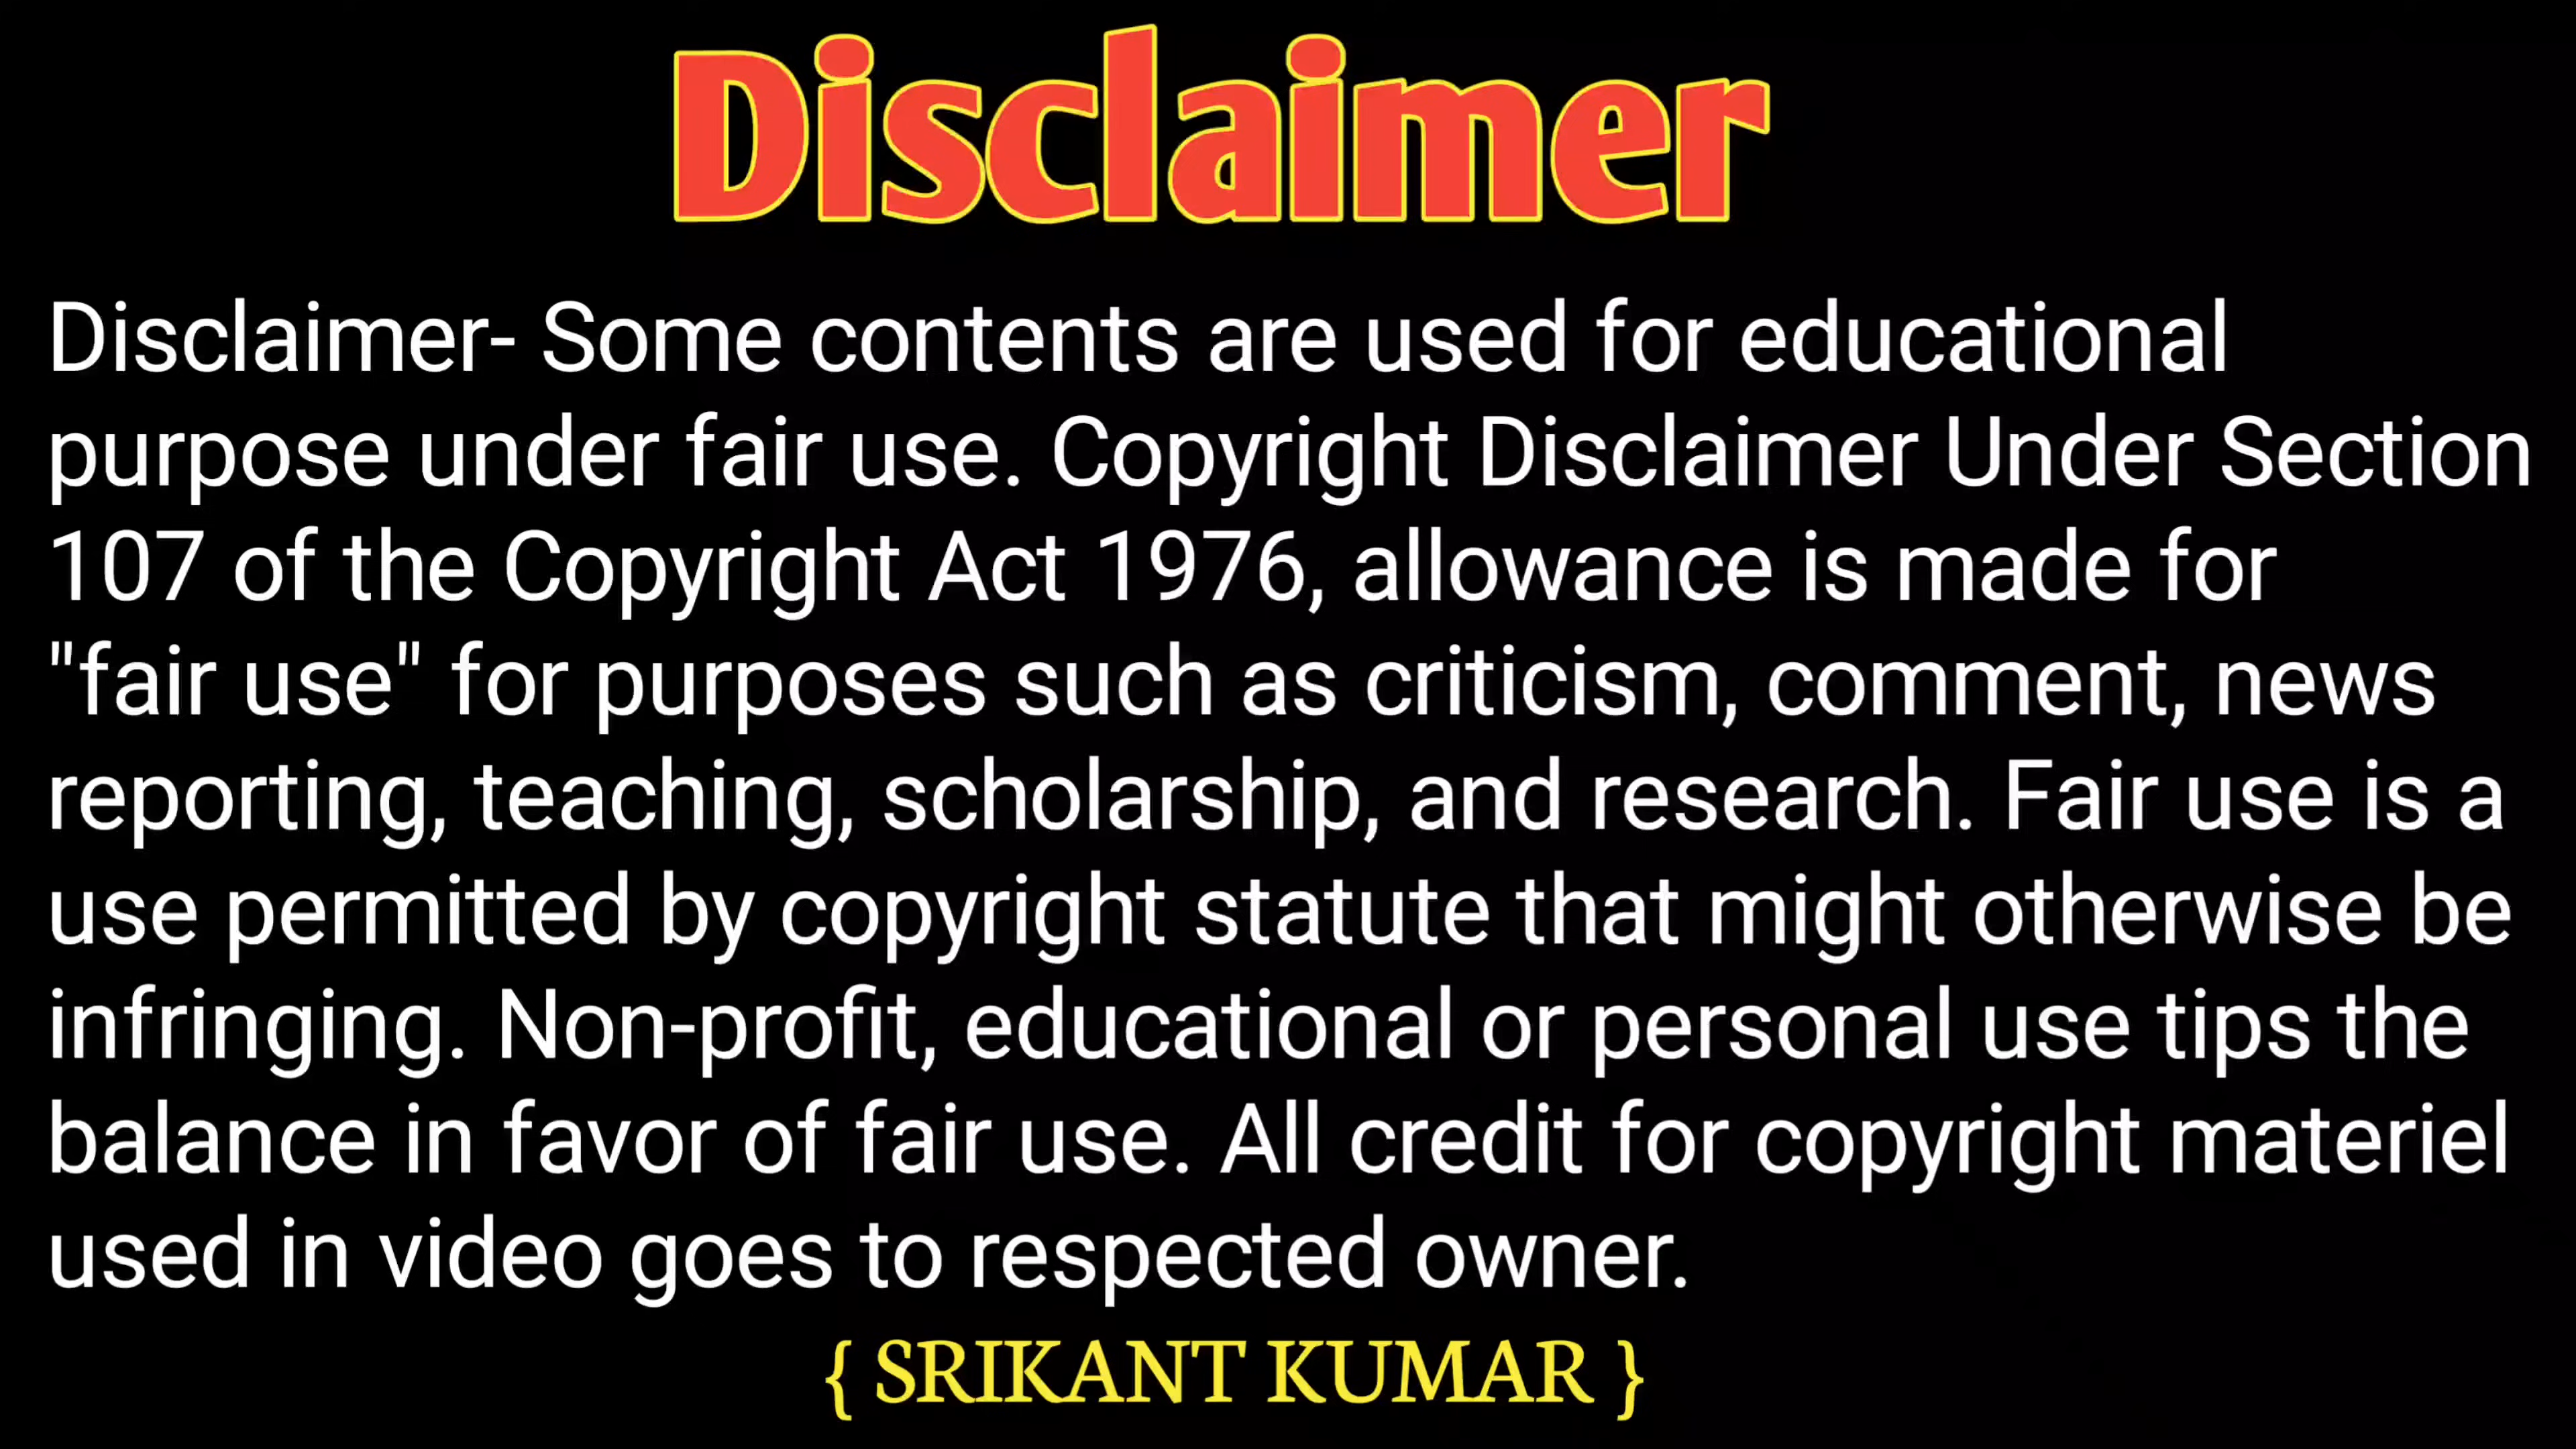 Disclaimer
Disclaimer- Some contents are used for educational
purpose under fair use. Copyright Disclaimer Under Section
107 of the Copyright Act 1976, allowance is made for
"fair use" for purposes such as criticism, comment, news
reporting, teaching, scholarship, and research. Fair use is a
use permitted by copyright statute that might otherwise be
infringing. Non-profit, educational or personal use tips the
balance in favor of fair use. All credit for copyright materiel
used in video goes to respected owner.
{ SRIKANT KUMAR }